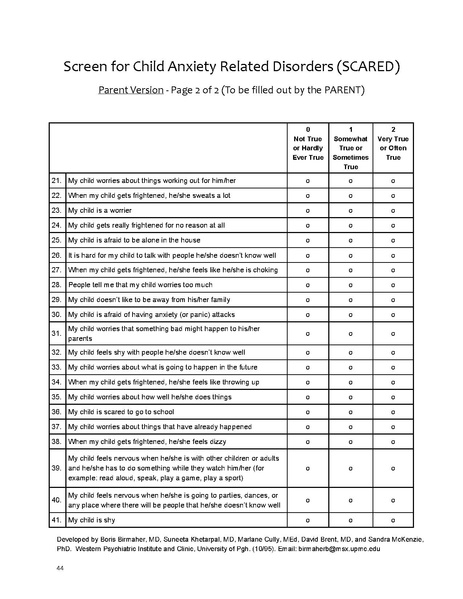 Screen for Child Anxiety Related Disorders (SCARED)
Parent Version - Page 2 of 2 (To be filled out by the PARENT)
0
Not True
or Hardly
Ever True
1
Somewhat
True or
Sometimes
True
2
Very True
or Often
True
21. My child worries about things working out for him/her o o o
22. When my child gets frightened, he/she sweats a lot o o o
23. My child is a worrier o o o
24. My child gets really frightened for no reason at all o o o
25. My child is afraid to be alone in the house o o o
26. It is hard for my child to talk with people he/she doesn't know well o o o
27. When my child gets frightened, he/she feels like he/she is choking o o o
28. People tell me that my child worries too much o o o
29. My child doesn't like to be away from his/her family o o o
30. My child is afraid of having anxiety (or panic) attacks o o o
31. My child worries that something bad might happen to his/her
parents o o o
32. My child feels shy with people he/she doesn't know well o o o
33. My child worries about what is going to happen in the future o o o
34. When my child gets frightened, he/she feels like throwing up o o o
35. My child worries about how well he/she does things o o o
36. My child is scared to go to school o o o
37. My child worries about things that have already happened o o o
38. When my child gets frightened, he/she feels dizzy o o o
39. My child feels nervous when he/she is with other children or adults
and he/she has to do something while they watch him/her (for
example: read aloud, speak, play a game, play a sport) o o o
40. My child feels nervous when he/she is going to parties, dances, or
any place where there will be people that he/she doesn't know well o o o
41. My child is shy o o o
Developed by Boris Birmaher, MD, Suneeta Khetarpal, MD, Marlane Cully, MEd, David Brent, MD, and Sandra McKenzie,
PhD. Western Psychiatric Institute and Clinic, University of Pgh. (10/95). Email: birmaherb@msx.upmc.edu
44